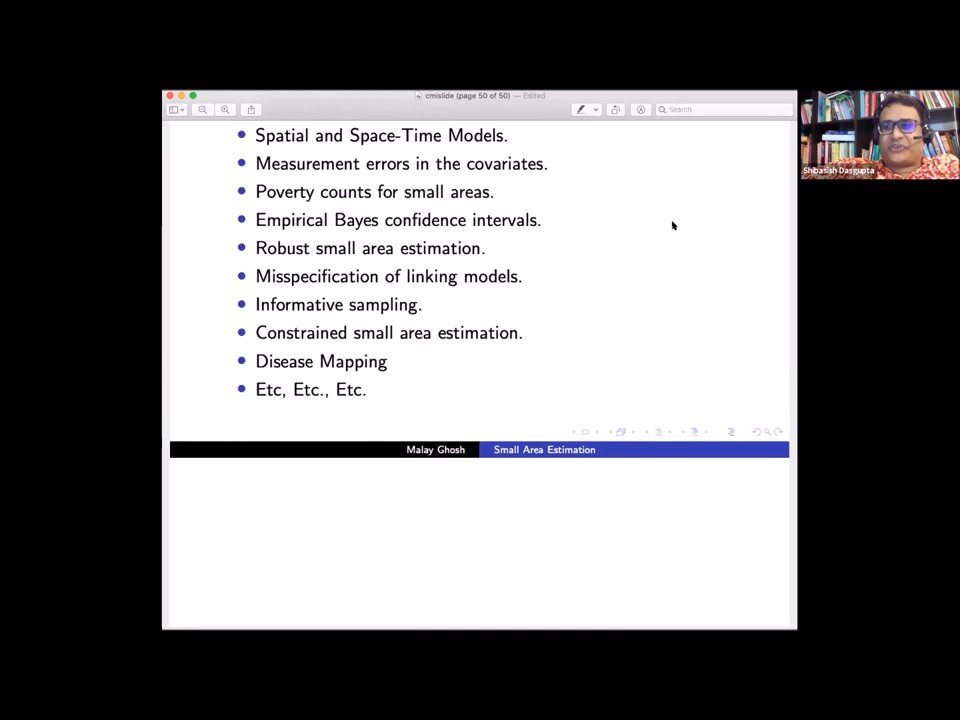 cmislide (page 50 of 50) — Edited
Search
Spatial and Space-Time Models.
Measurement errors in the covariates.
Poverty counts for small areas.
Empirical Bayes confidence intervals.
Robust small area estimation.
Misspecification of linking models.
Informative sampling.
Constrained small area estimation.
Disease Mapping
Etc, Etc., Etc.
Malay Ghosh Small Area Estimation
Shibasish Dasgupta